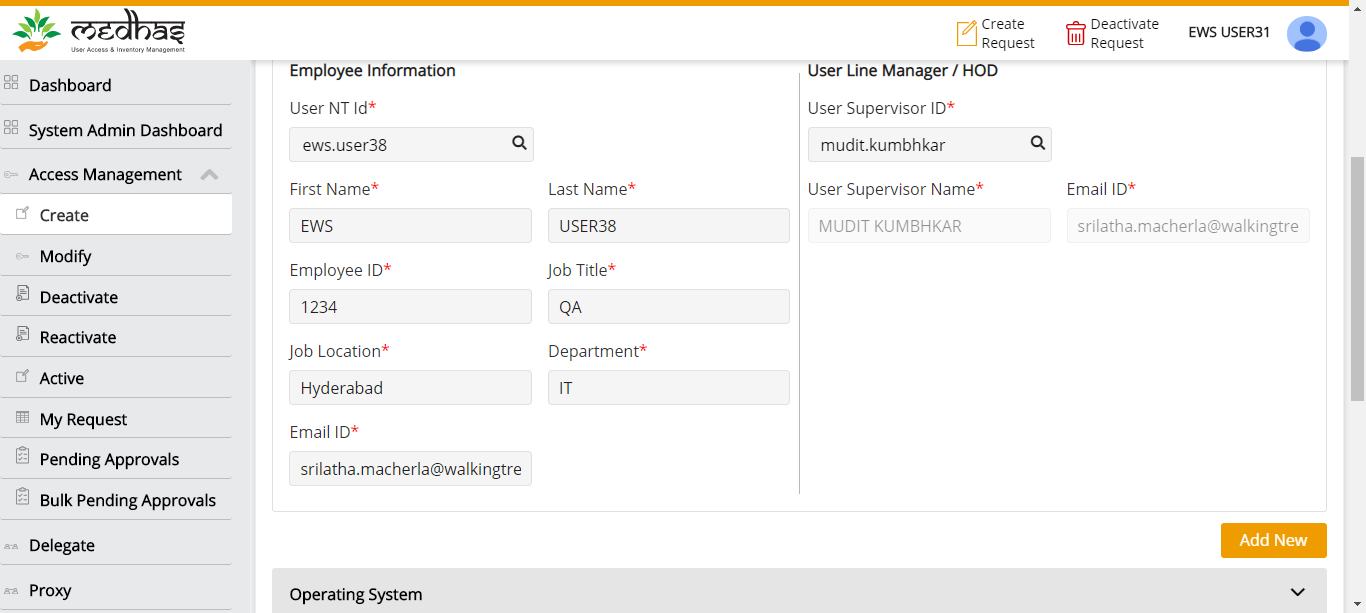 medhas
User Access & Inventory Management
Create
Request
Deactivate
Request
EWS USER31
Dashboard
System Admin Dashboard
Access Management
Create
Modify
Deactivate
Reactivate
Active
My Request
Pending Approvals
Bulk Pending Approvals
Delegate
Proxy
Employee Information
User NT Id*
ews.user38
First Name* Last Name*
EWS USER38
Employee ID* Job Title*
1234 QA
Job Location* Department*
Hyderabad IT
Email ID*
srilatha.macherla@walkingtre
User Line Manager / HOD
User Supervisor ID*
mudit.kumbhkar
User Supervisor Name* Email ID*
MUDIT KUMBHKAR srilatha.macherla@walkingtre
Add New
Operating System